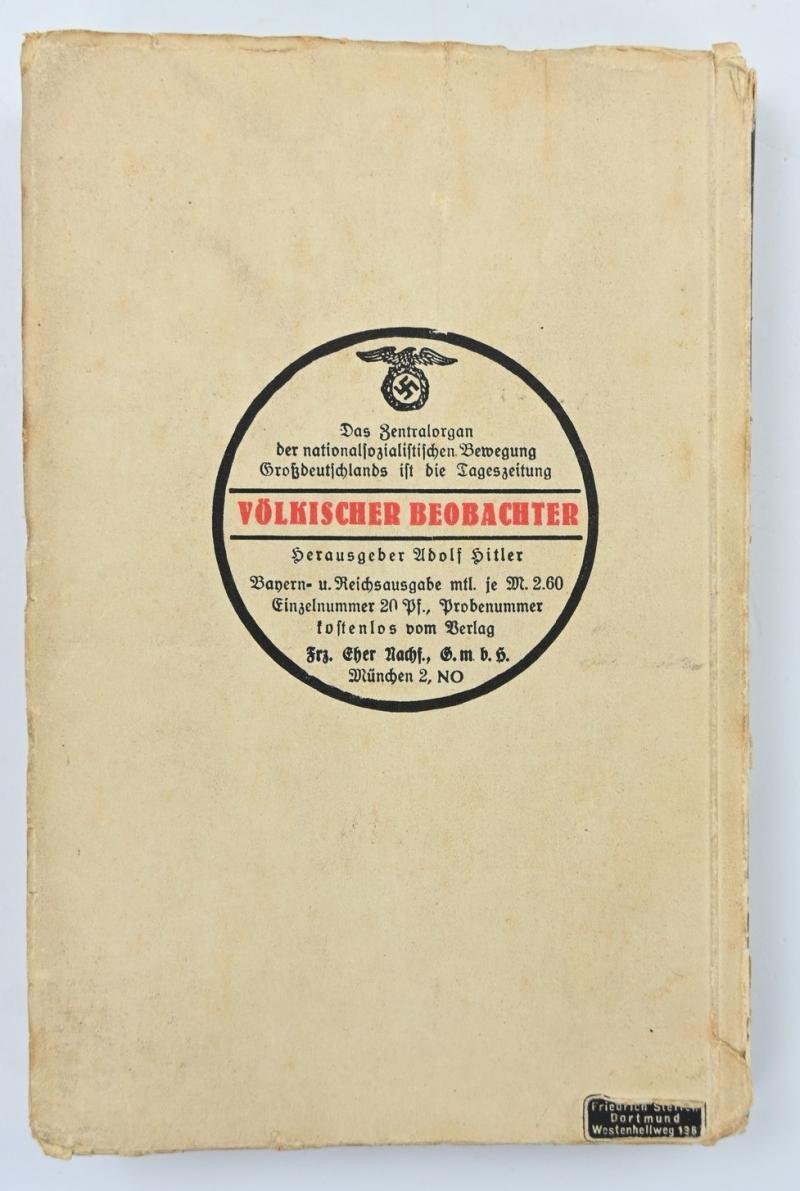 Das Zentralorgan
der nationalsozialistischen Bewegung
Großdeutschlands ist die Tageszeitung
VÖLKISCHER BEOBACHTER
Herausgeber Adolf Hitler
Bayern- u. Reichsausgabe mtl. je M. 2.60
Einzelnummer 20 Pf., Probenummer
kostenlos vom Verlag
Frz. Eher Nachf., G. m. b. H.
München 2, NO
Friedrich
Dortmund
Westenhellweg